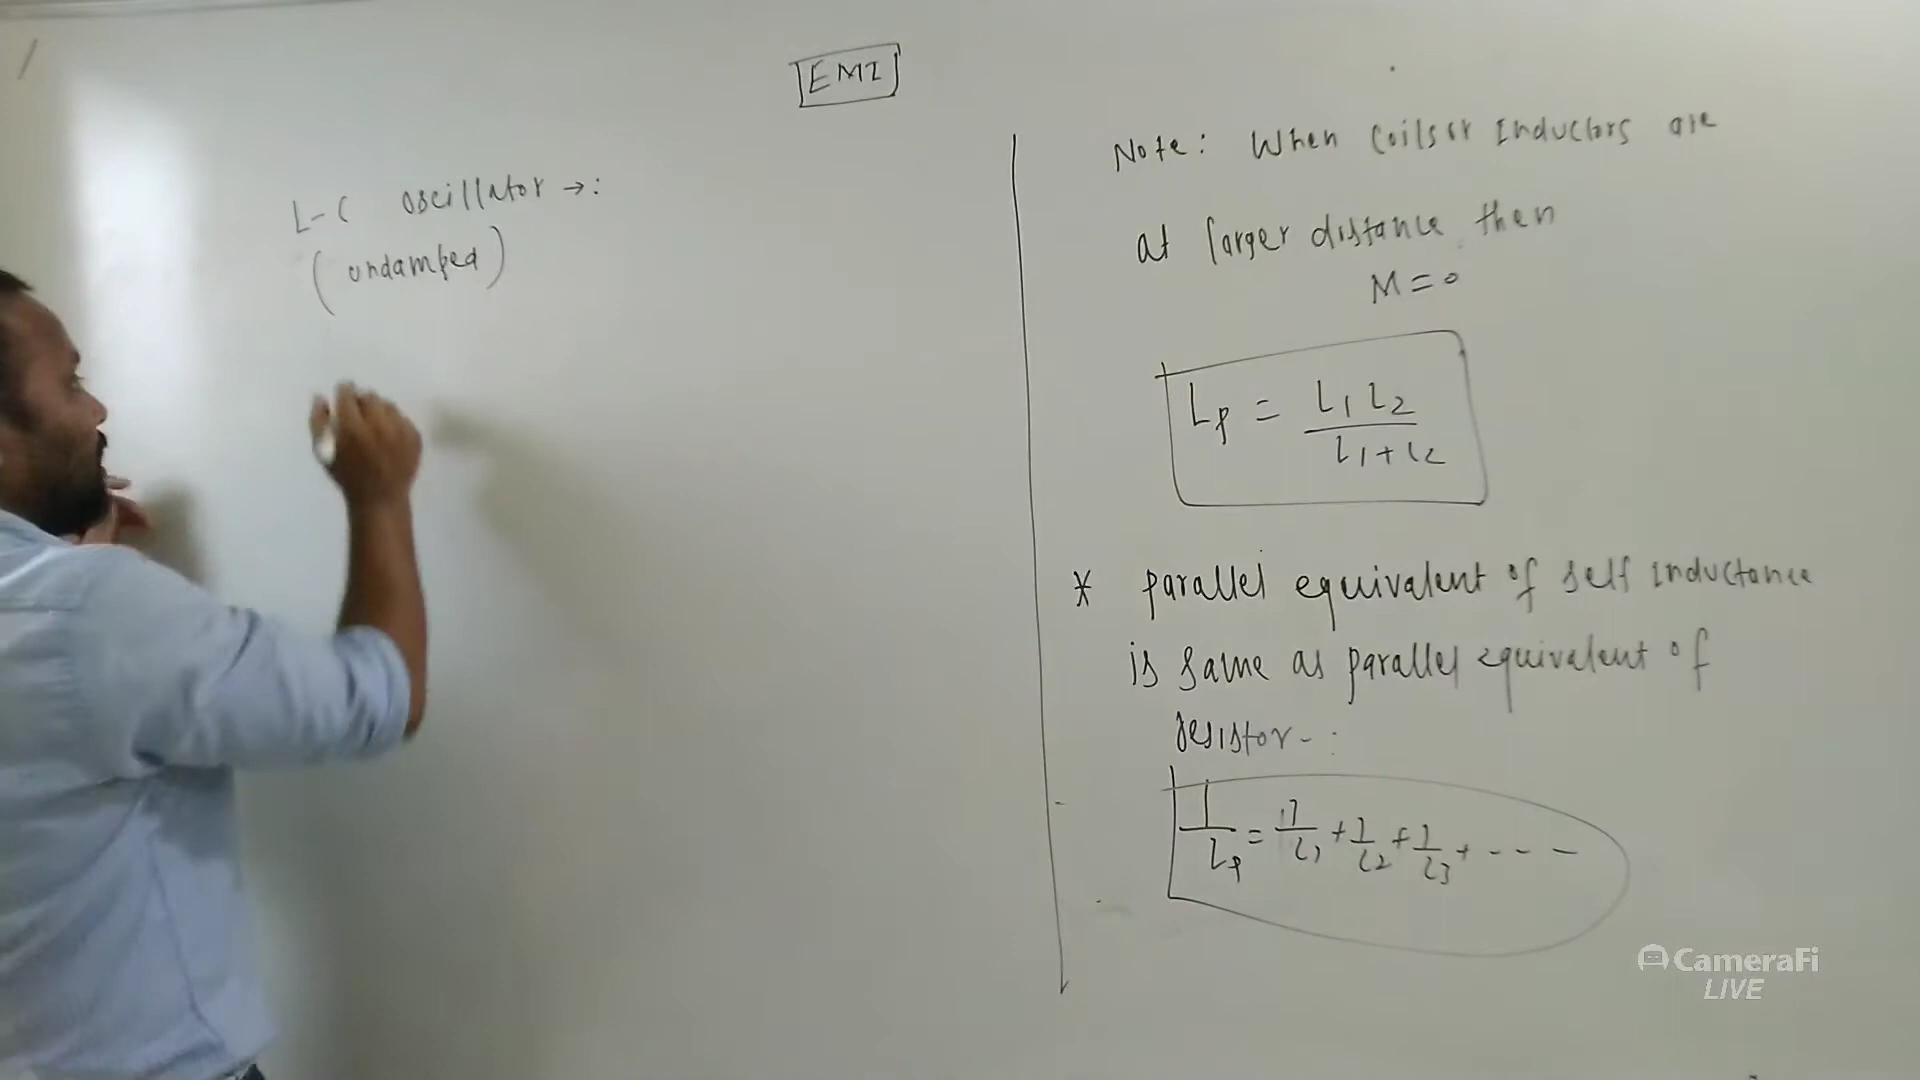 EMI
L-C oscillator →:
(undamped)
Note: When coils or Inductors are
at larger distance then
M = 0
Lp = L1 L2 / L1+L2
* parallel equivalent of self inductance
is same as parallel equivalent of
resistor-:
1/Lp = 1/L1 + 1/L2 + 1/L3 + - - -
CameraFi
LIVE